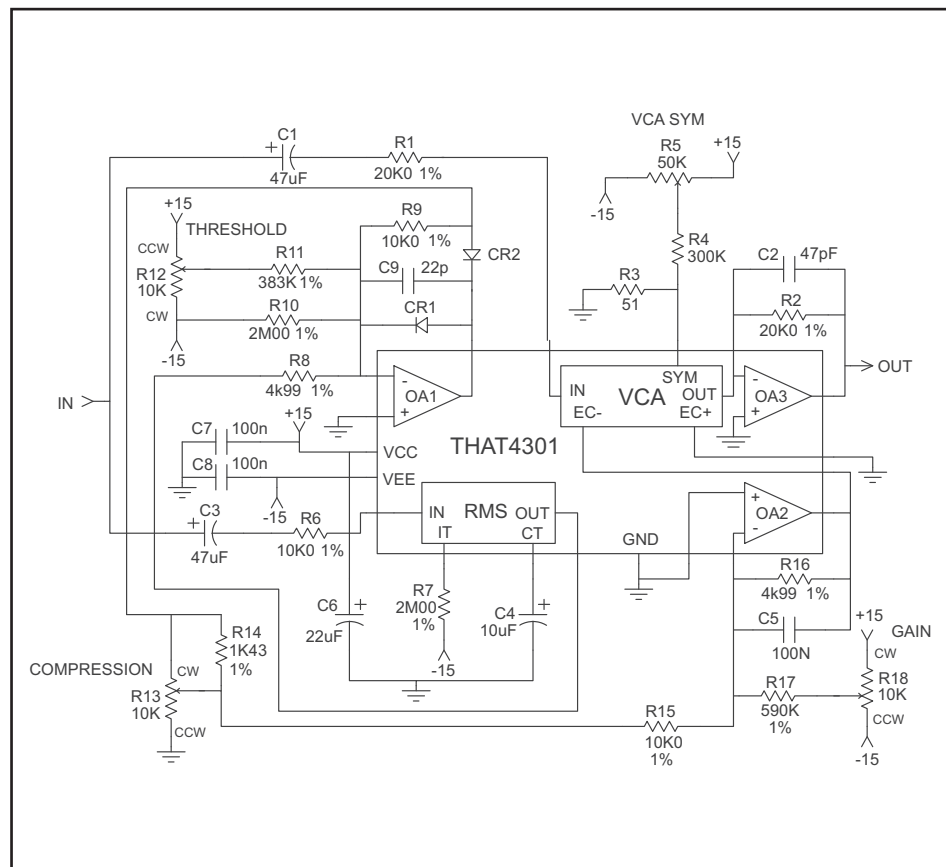 C1
+
47uF
R1
20K0 1%
VCA SYM
R5
50K
+15
-15
+15
THRESHOLD
CCW
R12
10K
CW
-15
R11
383K 1%
R10
2M00 1%
R9
10K0 1%
C9 22p
CR1
CR2
R4
300K
R3
51
C2 47pF
R2
20K0 1%
R8
4k99 1%
IN
OUT
-
+
OA1
IN
SYM
VCA
OUT
EC-
EC+
-
+
OA3
+15
C7 100n
C8 100n
VCC
VEE
-15
THAT4301
C3
+
47uF
R6
10K0 1%
IN RMS OUT
IT CT
+
-
OA2
GND
R7
2M00
1%
-15
C6
+
22uF
C4
+
10uF
R16
4k99 1%
C5
100N
+15
GAIN
CW
R18
10K
CCW
-15
R17
590K
1%
R14
1K43
1%
COMPRESSION
CW
R13
10K
CCW
R15
10K0
1%